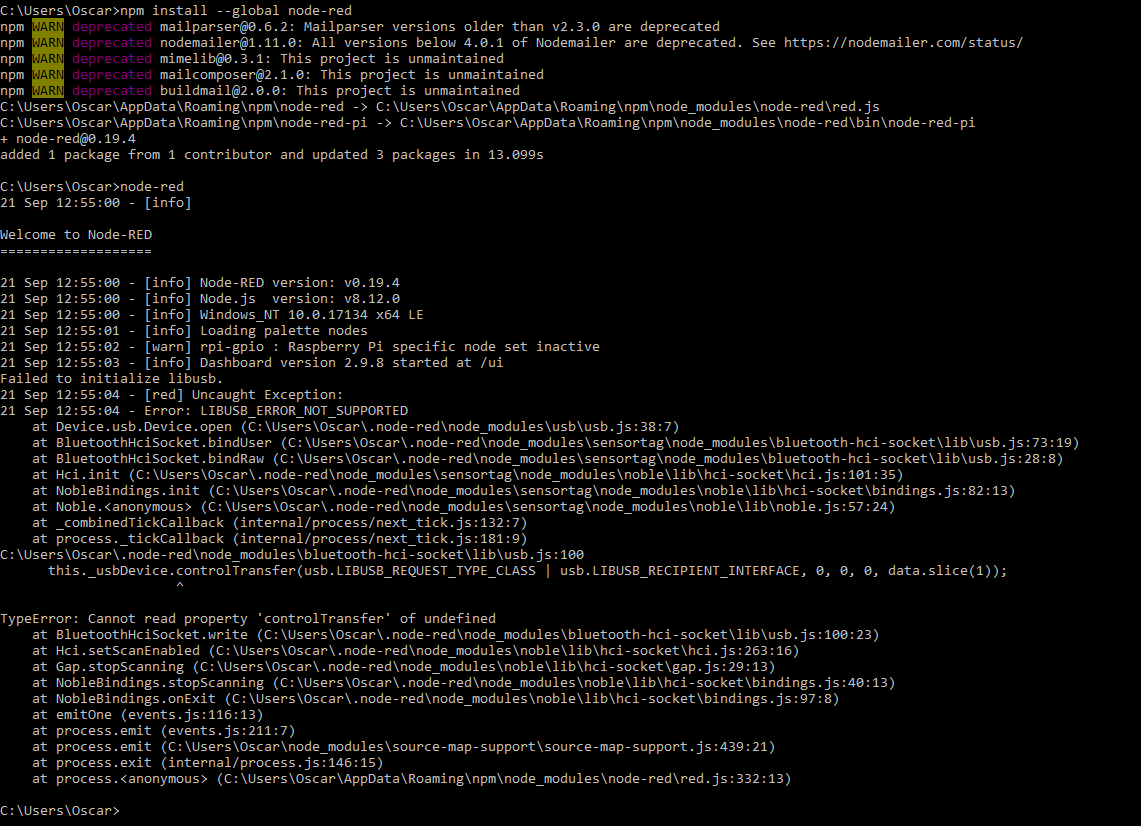 C:\Users\Oscar>npm install --global node-red
npm WARN deprecated mailparser@0.6.2: Mailparser versions older than v2.3.0 are deprecated
npm WARN deprecated nodemailer@1.11.0: All versions below 4.0.1 of Nodemailer are deprecated. See https://nodemailer.com/status/
npm WARN deprecated mimelib@0.3.1: This project is unmaintained
npm WARN deprecated mailcomposer@2.1.0: This project is unmaintained
npm WARN deprecated buildmail@2.0.0: This project is unmaintained
C:\Users\Oscar\AppData\Roaming\npm\node-red -> C:\Users\Oscar\AppData\Roaming\npm\node_modules\node-red\red.js
C:\Users\Oscar\AppData\Roaming\npm\node-red-pi -> C:\Users\Oscar\AppData\Roaming\npm\node_modules\node-red\bin\node-red-pi
+ node-red@0.19.4
added 1 package from 1 contributor and updated 3 packages in 13.099s
C:\Users\Oscar>node-red
21 Sep 12:55:00 - [info]
Welcome to Node-RED
===================
21 Sep 12:55:00 - [info] Node-RED version: v0.19.4
21 Sep 12:55:00 - [info] Node.js  version: v8.12.0
21 Sep 12:55:00 - [info] Windows_NT 10.0.17134 x64 LE
21 Sep 12:55:01 - [info] Loading palette nodes
21 Sep 12:55:02 - [warn] rpi-gpio : Raspberry Pi specific node set inactive
21 Sep 12:55:03 - [info] Dashboard version 2.9.8 started at /ui
Failed to initialize libusb.
21 Sep 12:55:04 - [red] Uncaught Exception:
21 Sep 12:55:04 - Error: LIBUSB_ERROR_NOT_SUPPORTED
    at Device.usb.Device.open (C:\Users\Oscar\.node-red\node_modules\usb\usb.js:38:7)
    at BluetoothHciSocket.bindUser (C:\Users\Oscar\.node-red\node_modules\sensortag\node_modules\bluetooth-hci-socket\lib\usb.js:73:19)
    at BluetoothHciSocket.bindRaw (C:\Users\Oscar\.node-red\node_modules\sensortag\node_modules\bluetooth-hci-socket\lib\usb.js:28:8)
    at Hci.init (C:\Users\Oscar\.node-red\node_modules\sensortag\node_modules\noble\lib\hci-socket\hci.js:101:35)
    at NobleBindings.init (C:\Users\Oscar\.node-red\node_modules\sensortag\node_modules\noble\lib\hci-socket\bindings.js:82:13)
    at Noble.<anonymous> (C:\Users\Oscar\.node-red\node_modules\sensortag\node_modules\noble\lib\noble.js:57:24)
    at _combinedTickCallback (internal/process/next_tick.js:132:7)
    at process._tickCallback (internal/process/next_tick.js:181:9)
C:\Users\Oscar\.node-red\node_modules\bluetooth-hci-socket\lib\usb.js:100
      this._usbDevice.controlTransfer(usb.LIBUSB_REQUEST_TYPE_CLASS | usb.LIBUSB_RECIPIENT_INTERFACE, 0, 0, 0, data.slice(1));
                      ^
TypeError: Cannot read property 'controlTransfer' of undefined
    at BluetoothHciSocket.write (C:\Users\Oscar\.node-red\node_modules\bluetooth-hci-socket\lib\usb.js:100:23)
    at Hci.setScanEnabled (C:\Users\Oscar\.node-red\node_modules\noble\lib\hci-socket\hci.js:263:16)
    at Gap.stopScanning (C:\Users\Oscar\.node-red\node_modules\noble\lib\hci-socket\gap.js:29:13)
    at NobleBindings.stopScanning (C:\Users\Oscar\.node-red\node_modules\noble\lib\hci-socket\bindings.js:40:13)
    at NobleBindings.onExit (C:\Users\Oscar\.node-red\node_modules\noble\lib\hci-socket\bindings.js:97:8)
    at emitOne (events.js:116:13)
    at process.emit (events.js:211:7)
    at process.emit (C:\Users\Oscar\node_modules\source-map-support\source-map-support.js:439:21)
    at process.exit (internal/process.js:146:15)
    at process.<anonymous> (C:\Users\Oscar\AppData\Roaming\npm\node_modules\node-red\red.js:332:13)
C:\Users\Oscar>